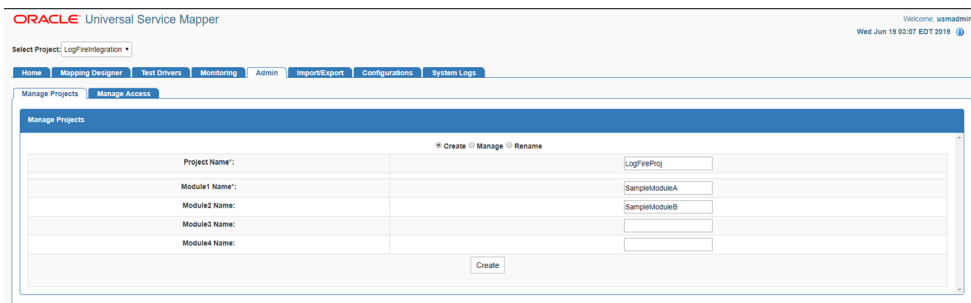 ORACLE® Universal Service Mapper
Welcome, usmadmin
Wed Jun 19 03:07 EDT 2019
Select Project: LogFireIntegration
Home Mapping Designer Test Drivers Monitoring Admin Import/Export Configurations System Logs
Manage Projects Manage Access
Manage Projects
Create Manage Rename
Project Name*: LogFireProj
Module1 Name*: SampleModuleA
Module2 Name: SampleModuleB
Module3 Name:
Module4 Name:
Create